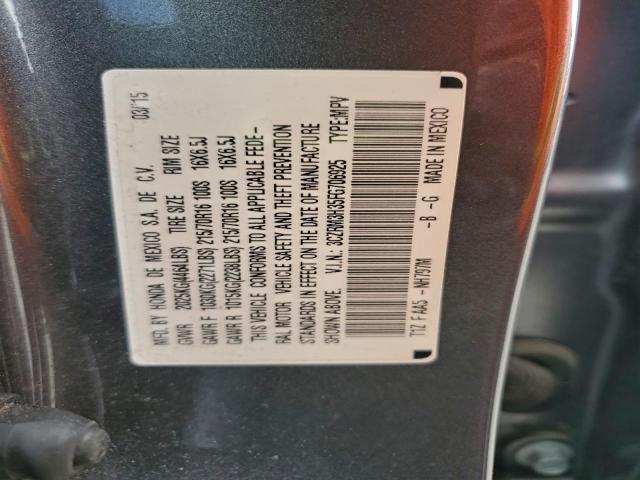 MFD. BY HONDA DE MEXICO S.A. DE C.V. 03/'15
GAWR 2025KG(4464LBS) TIRE SIZE RIM SIZE
GAWR F 1030KG(2271LBS) 215/70R16 100S 16X6.5J
GAWR R 1015KG(2238LBS) 215/70R16 100S 16X6.5J
THIS VEHICLE CONFORMS TO ALL APPLICABLE FEDE-
RAL MOTOR VEHICLE SAFETY AND THEFT PREVENTION
STANDARDS IN EFFECT ON THE DATE OF MANUFACTURE
SHOWN ABOVE. V.I.N.: 3CZRM3H35FG706925 TYPE:MPV
T1Z F AA5 -NH797M -B -G MADE IN MEXICO